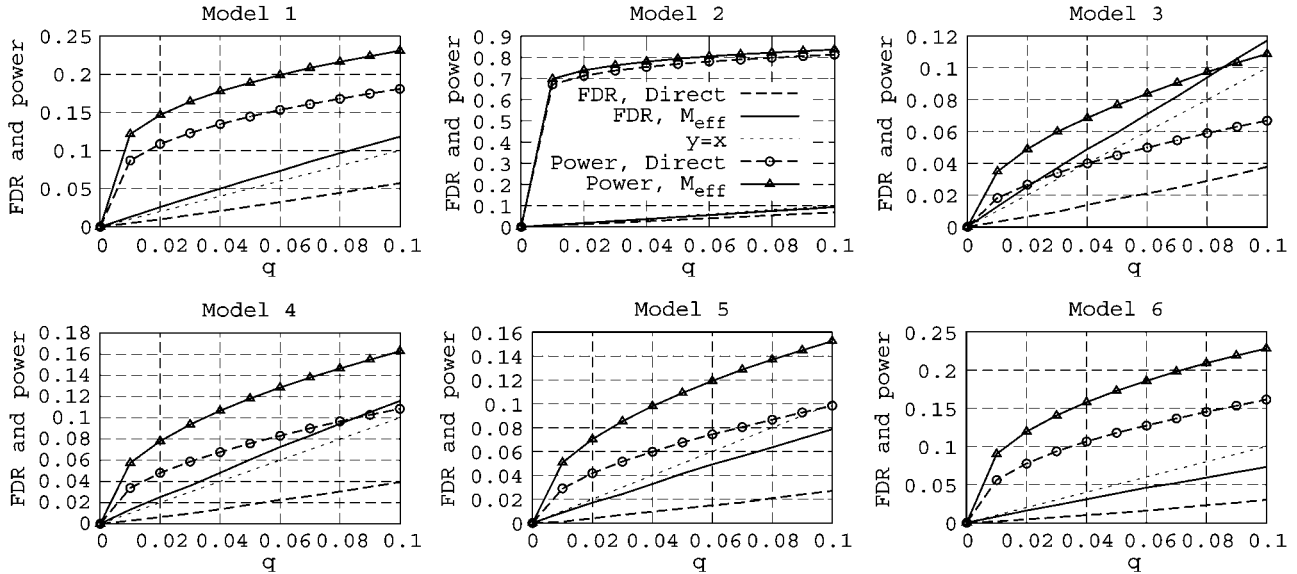 Model 1
FDR and power
0.25
0.2
0.15
0.1
0.05
0
0 0.02 0.04 0.06 0.08 0.1
q
Model 2
FDR and power
0.9
0.8
0.7
0.6
0.5
0.4
0.3
0.2
0.1
0
FDR, Direct
FDR, M_eff
y=x
Power, Direct
Power, M_eff
0 0.02 0.04 0.06 0.08 0.1
q
Model 3
FDR and power
0.12
0.1
0.08
0.06
0.04
0.02
0
0 0.02 0.04 0.06 0.08 0.1
q
Model 4
FDR and power
0.18
0.16
0.14
0.12
0.1
0.08
0.06
0.04
0.02
0
0 0.02 0.04 0.06 0.08 0.1
q
Model 5
FDR and power
0.16
0.14
0.12
0.1
0.08
0.06
0.04
0.02
0
0 0.02 0.04 0.06 0.08 0.1
q
Model 6
FDR and power
0.25
0.2
0.15
0.1
0.05
0
0 0.02 0.04 0.06 0.08 0.1
q